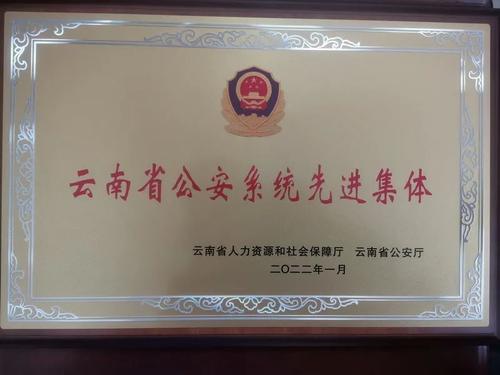 云南省公安系统先进集体
云南省人力资源和社会保障厅 云南省公安厅
二〇二二年一月